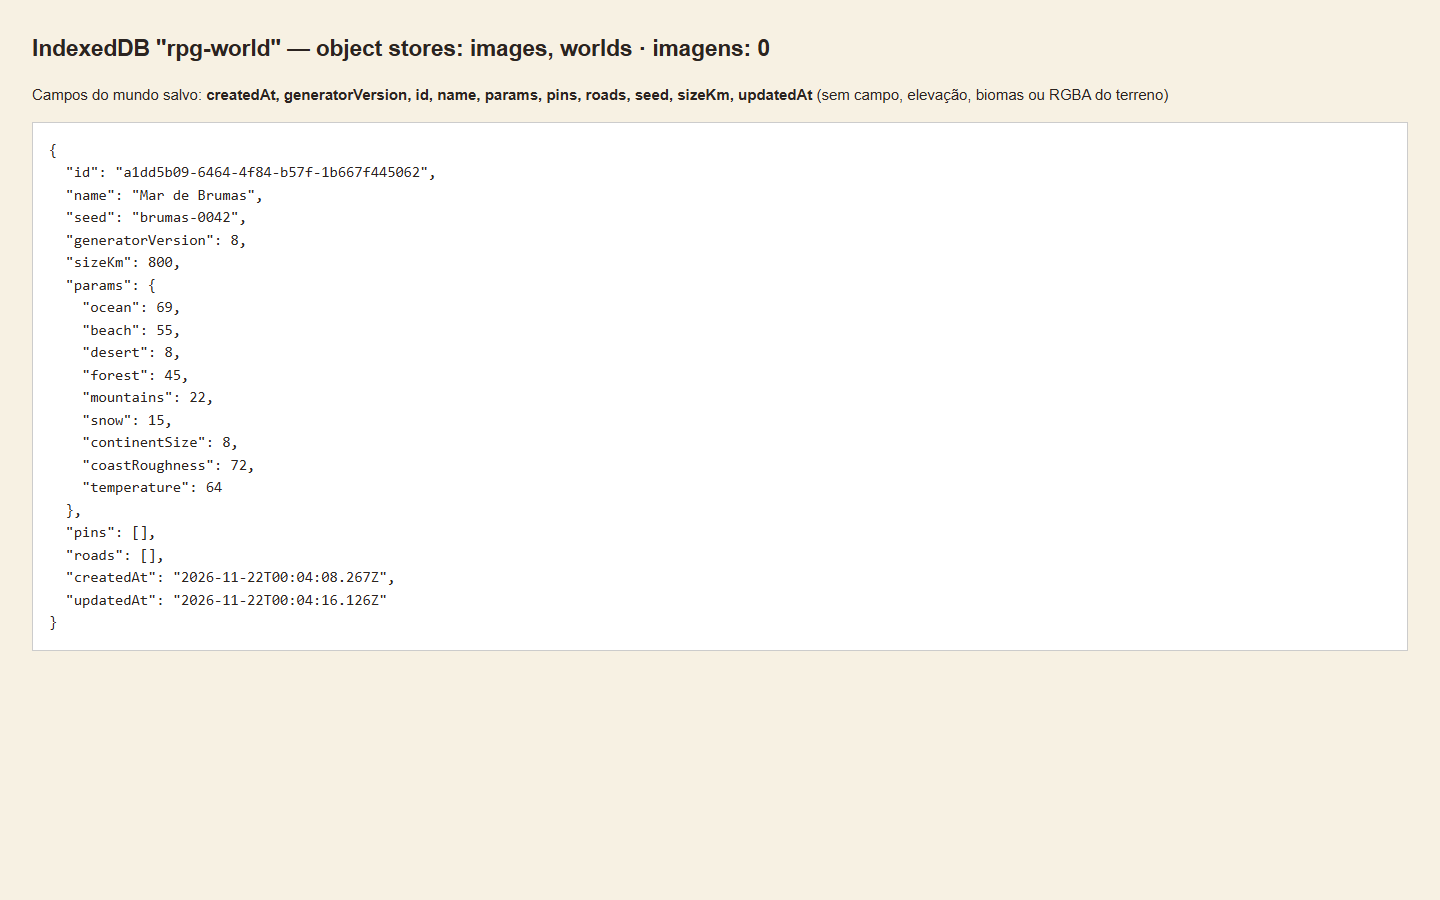 IndexedDB "rpg-world" — object stores: images, worlds · imagens: 0
Campos do mundo salvo: createdAt, generatorVersion, id, name, params, pins, roads, seed, sizeKm, updatedAt (sem campo, elevação, biomas ou RGBA do terreno)
{
  "id": "a1dd5b09-6464-4f84-b57f-1b667f445062",
  "name": "Mar de Brumas",
  "seed": "brumas-0042",
  "generatorVersion": 8,
  "sizeKm": 800,
  "params": {
    "ocean": 69,
    "beach": 55,
    "desert": 8,
    "forest": 45,
    "mountains": 22,
    "snow": 15,
    "continentSize": 8,
    "coastRoughness": 72,
    "temperature": 64
  },
  "pins": [],
  "roads": [],
  "createdAt": "2026-11-22T00:04:08.267Z",
  "updatedAt": "2026-11-22T00:04:16.126Z"
}